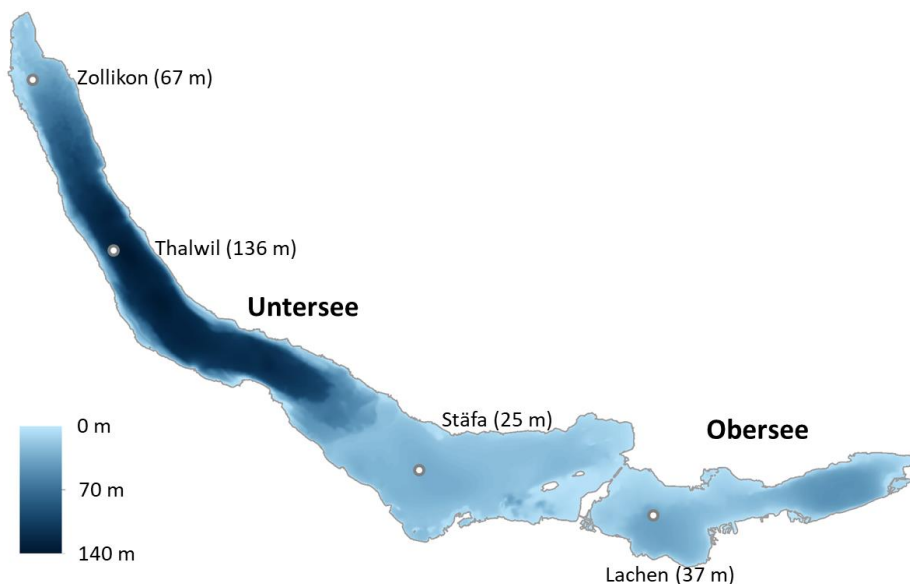 Zollikon (67 m)
Thalwil (136 m)
Untersee
Stäfa (25 m)
Obersee
0 m
70 m
140 m
Lachen (37 m)